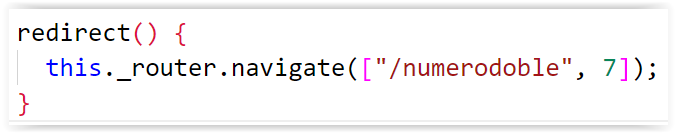 redirect() {
  this._router.navigate(["/numerodoble", 7]);
}